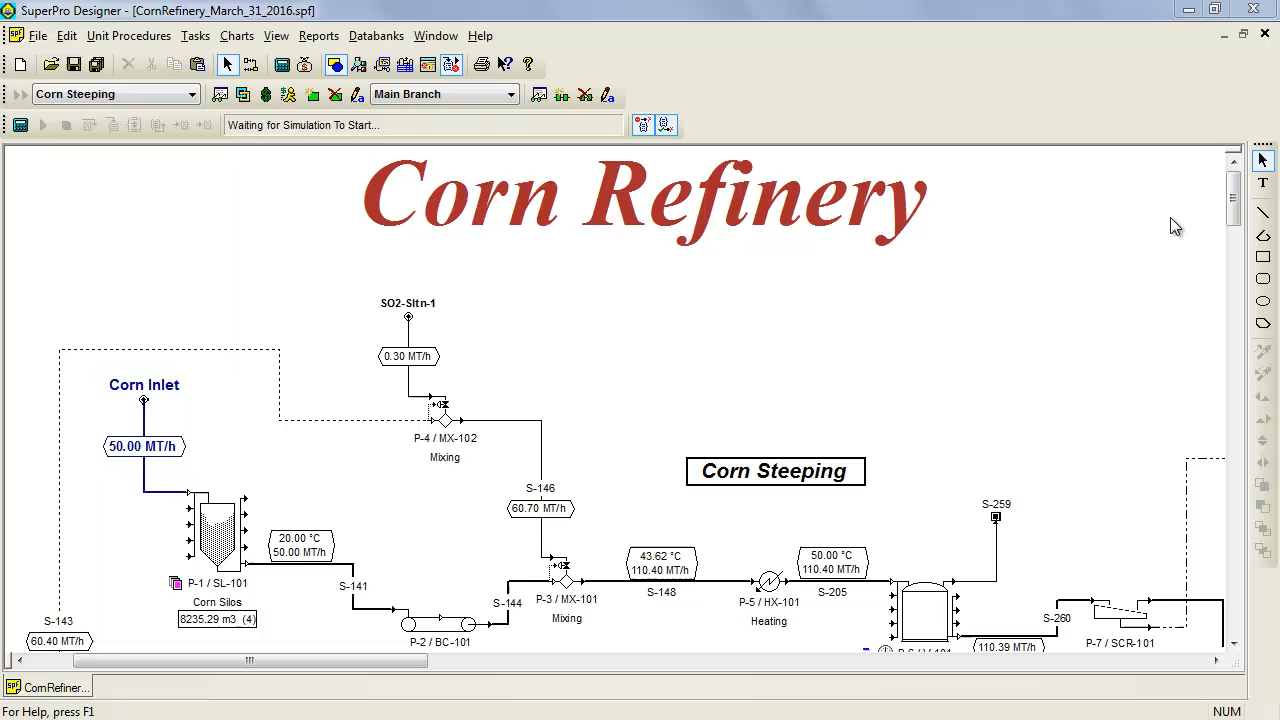 SuperPro Designer - [CornRefinery_March_31_2016.spf]
File Edit Unit Procedures Tasks Charts View Reports Databanks Window Help
Corn Steeping Main Branch
Waiting for Simulation To Start...
Corn Refinery
SO2-Sltn-1
0.30 MT/h
Corn Inlet
50.00 MT/h
P-4 / MX-102
Mixing
Corn Steeping
S-146
60.70 MT/h
S-259
20.00 °C
50.00 MT/h
43.62 °C
110.40 MT/h
50.00 °C
110.40 MT/h
P-1 / SL-101
Corn Silos
8235.29 m3 (4)
S-141
S-144
P-3 / MX-101
Mixing
S-148
P-5 / HX-101
Heating
S-205
S-143
60.40 MT/h
P-2 / BC-101
S-260
110.39 MT/h
P-7 / SCR-101
CornRefiner...
For Help, press F1
NUM